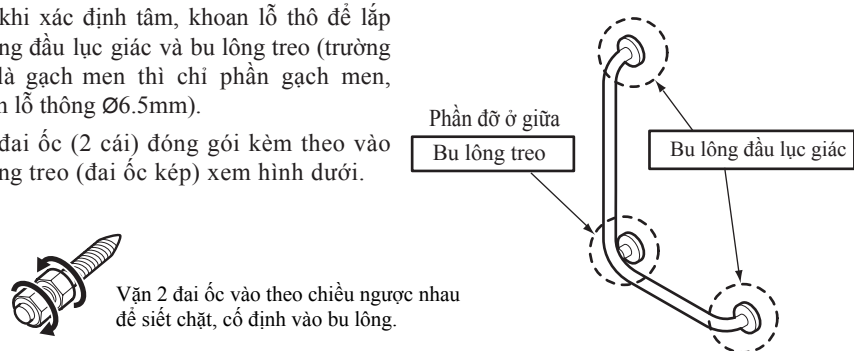 khi xác định tâm, khoan lỗ thô để lắp
ng đầu lục giác và bu lông treo (trường
là gạch men thì chỉ phần gạch men,
n lỗ thông Ø6.5mm).
đai ốc (2 cái) đóng gói kèm theo vào
ng treo (đai ốc kép) xem hình dưới.
Vặn 2 đai ốc vào theo chiều ngược nhau
để siết chặt, cố định vào bu lông.
Phần đỡ ở giữa
Bu lông treo
Bu lông đầu lục giác